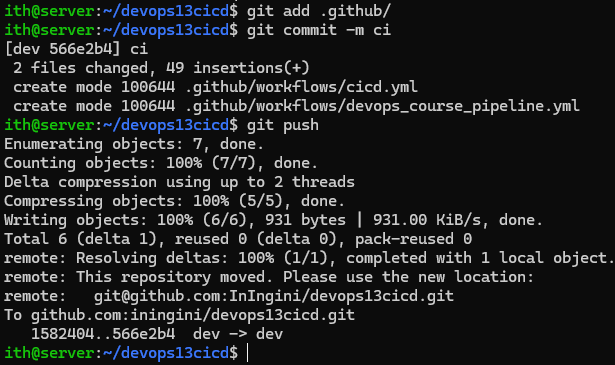 ith@server:~/devops13cicd$ git add .github/
ith@server:~/devops13cicd$ git commit -m ci
[dev 566e2b4] ci
 2 files changed, 49 insertions(+)
 create mode 100644 .github/workflows/cicd.yml
 create mode 100644 .github/workflows/devops_course_pipeline.yml
ith@server:~/devops13cicd$ git push
Enumerating objects: 7, done.
Counting objects: 100% (7/7), done.
Delta compression using up to 2 threads
Compressing objects: 100% (5/5), done.
Writing objects: 100% (6/6), 931 bytes | 931.00 KiB/s, done.
Total 6 (delta 1), reused 0 (delta 0), pack-reused 0
remote: Resolving deltas: 100% (1/1), completed with 1 local object.
remote: This repository moved. Please use the new location:
remote:   git@github.com:InIngini/devops13cicd.git
To github.com:iningini/devops13cicd.git
   1582404..566e2b4  dev -> dev
ith@server:~/devops13cicd$